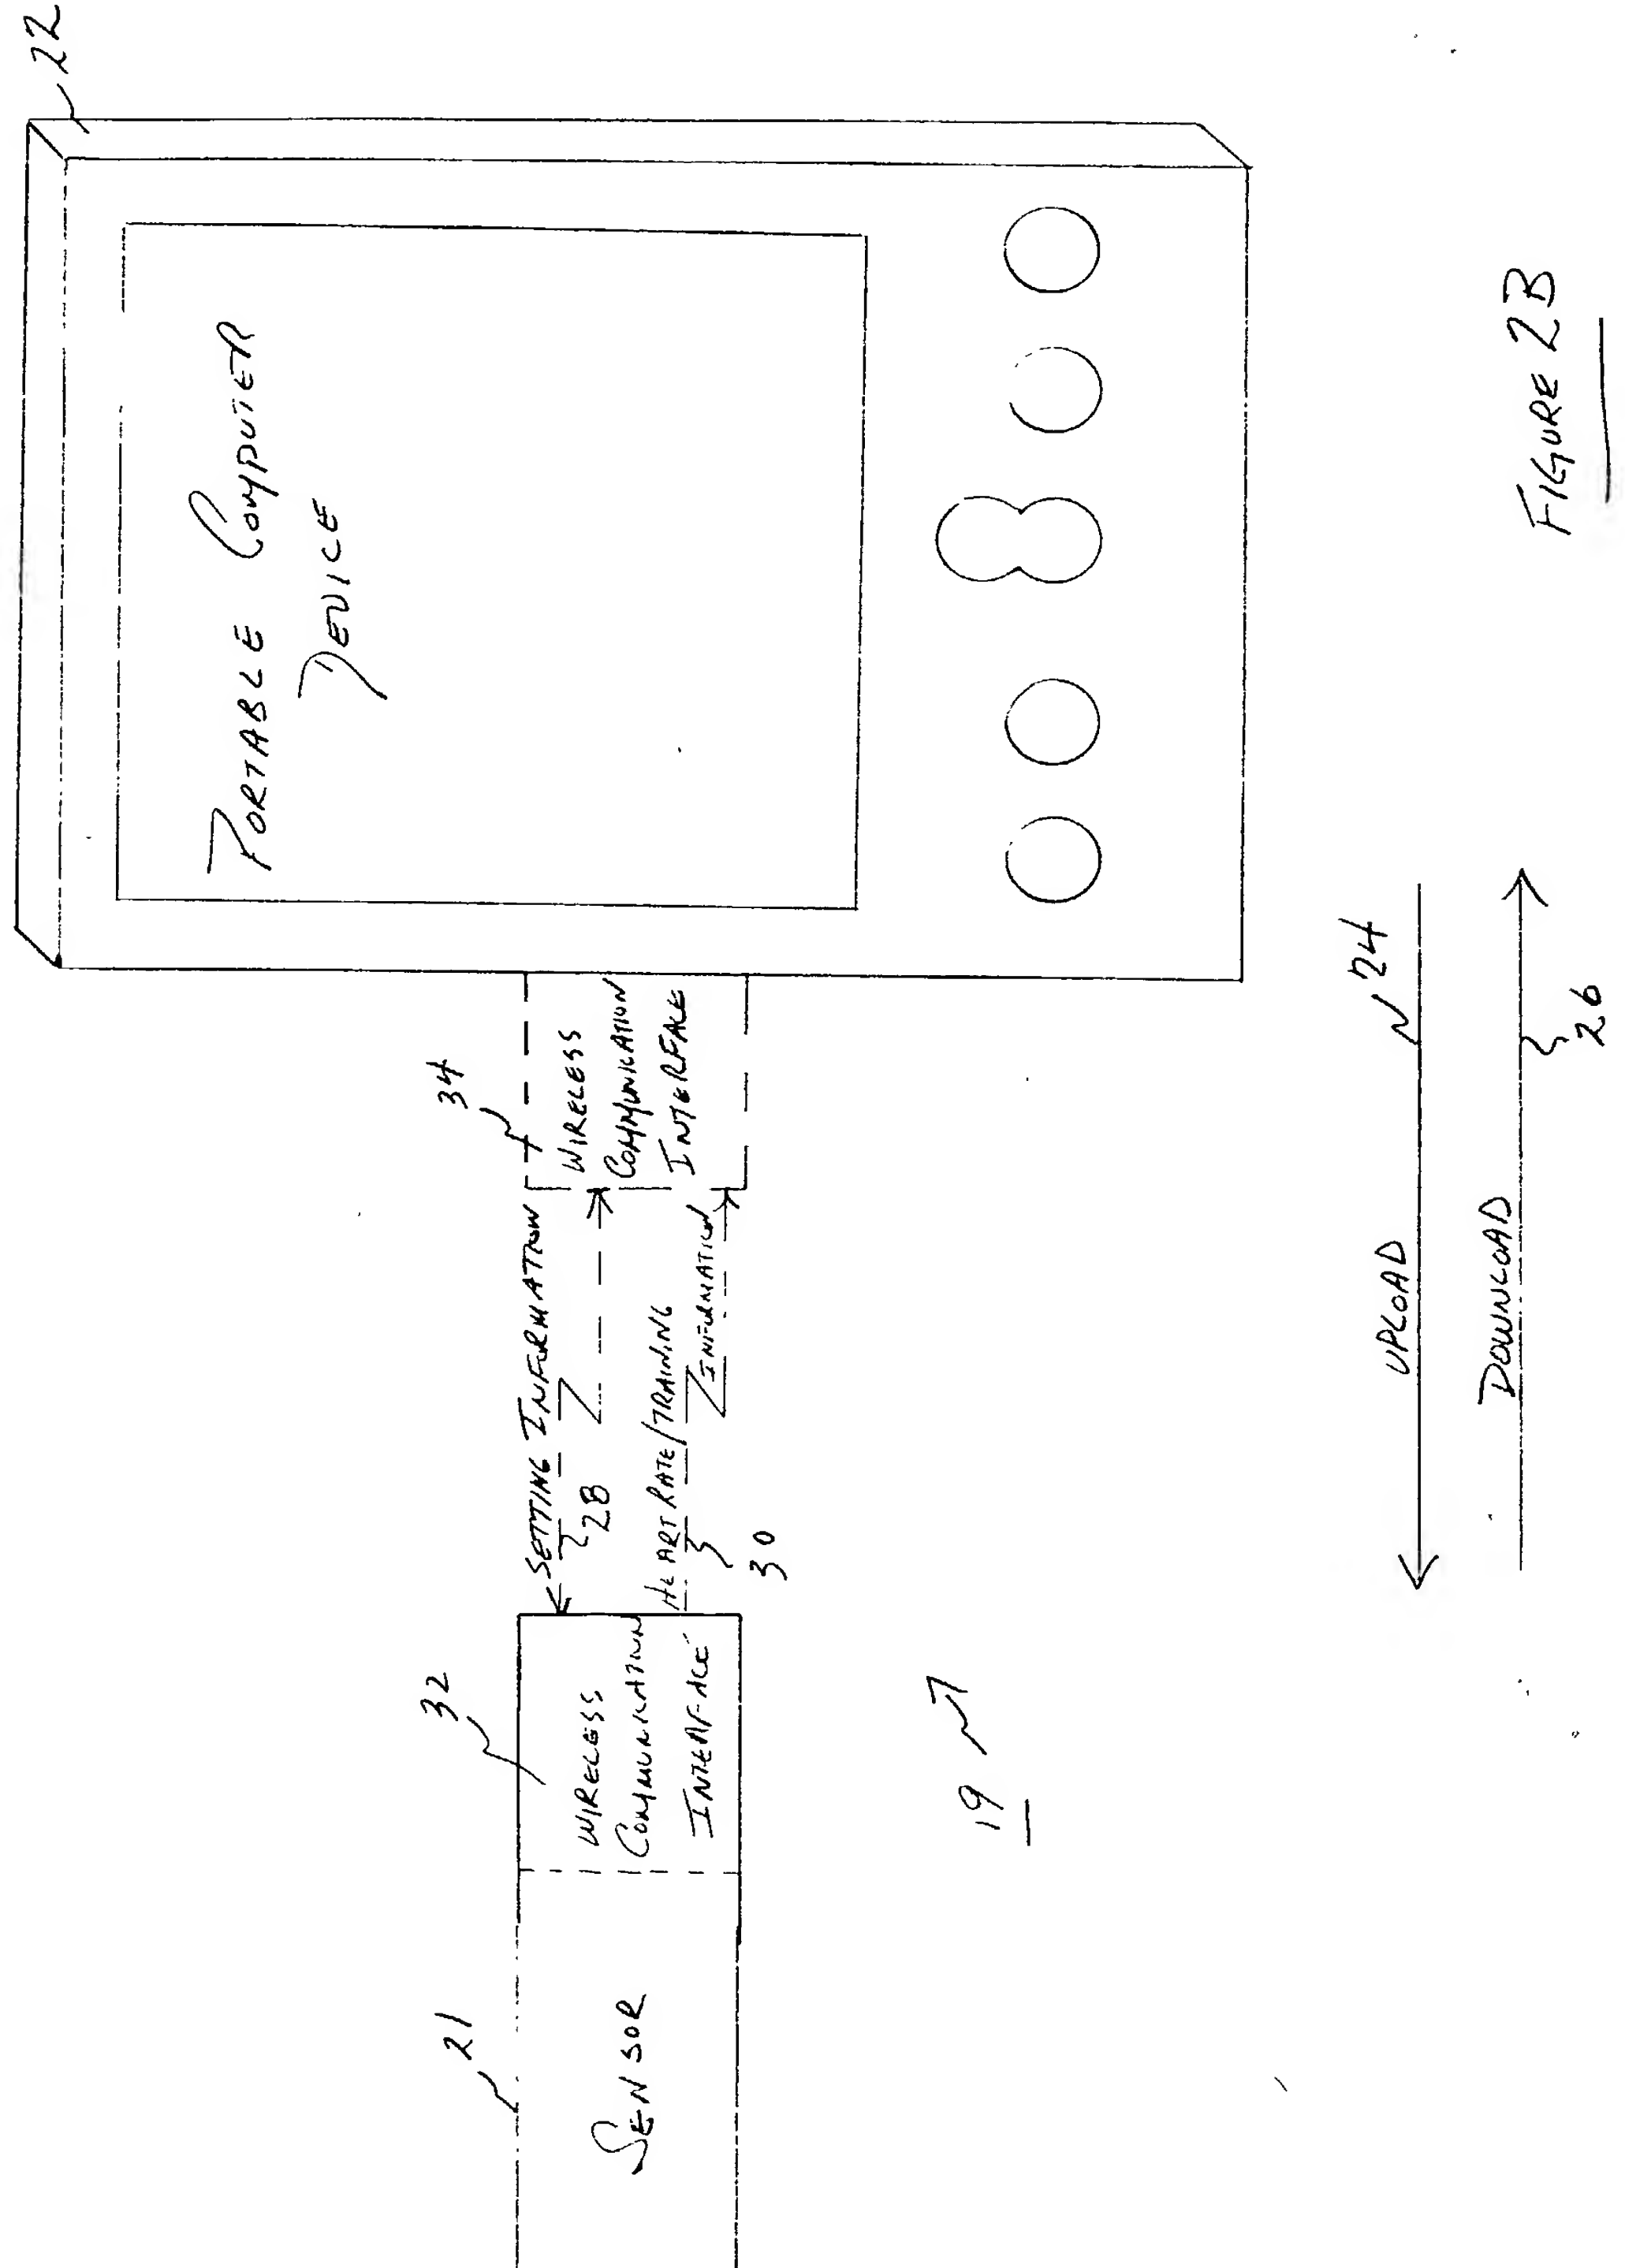 22
PORTABLE COMPUTER
DEVICE
34
WIRELESS
COMMUNICATION
INTERFACE
SETTING INFORMATION
28
HEART RATE/TRAINING
INFORMATION
30
32
WIRELESS
COMMUNICATION
INTERFACE
21
SENSOR
19
UPLOAD
24
DOWNLOAD
26
FIGURE 2B